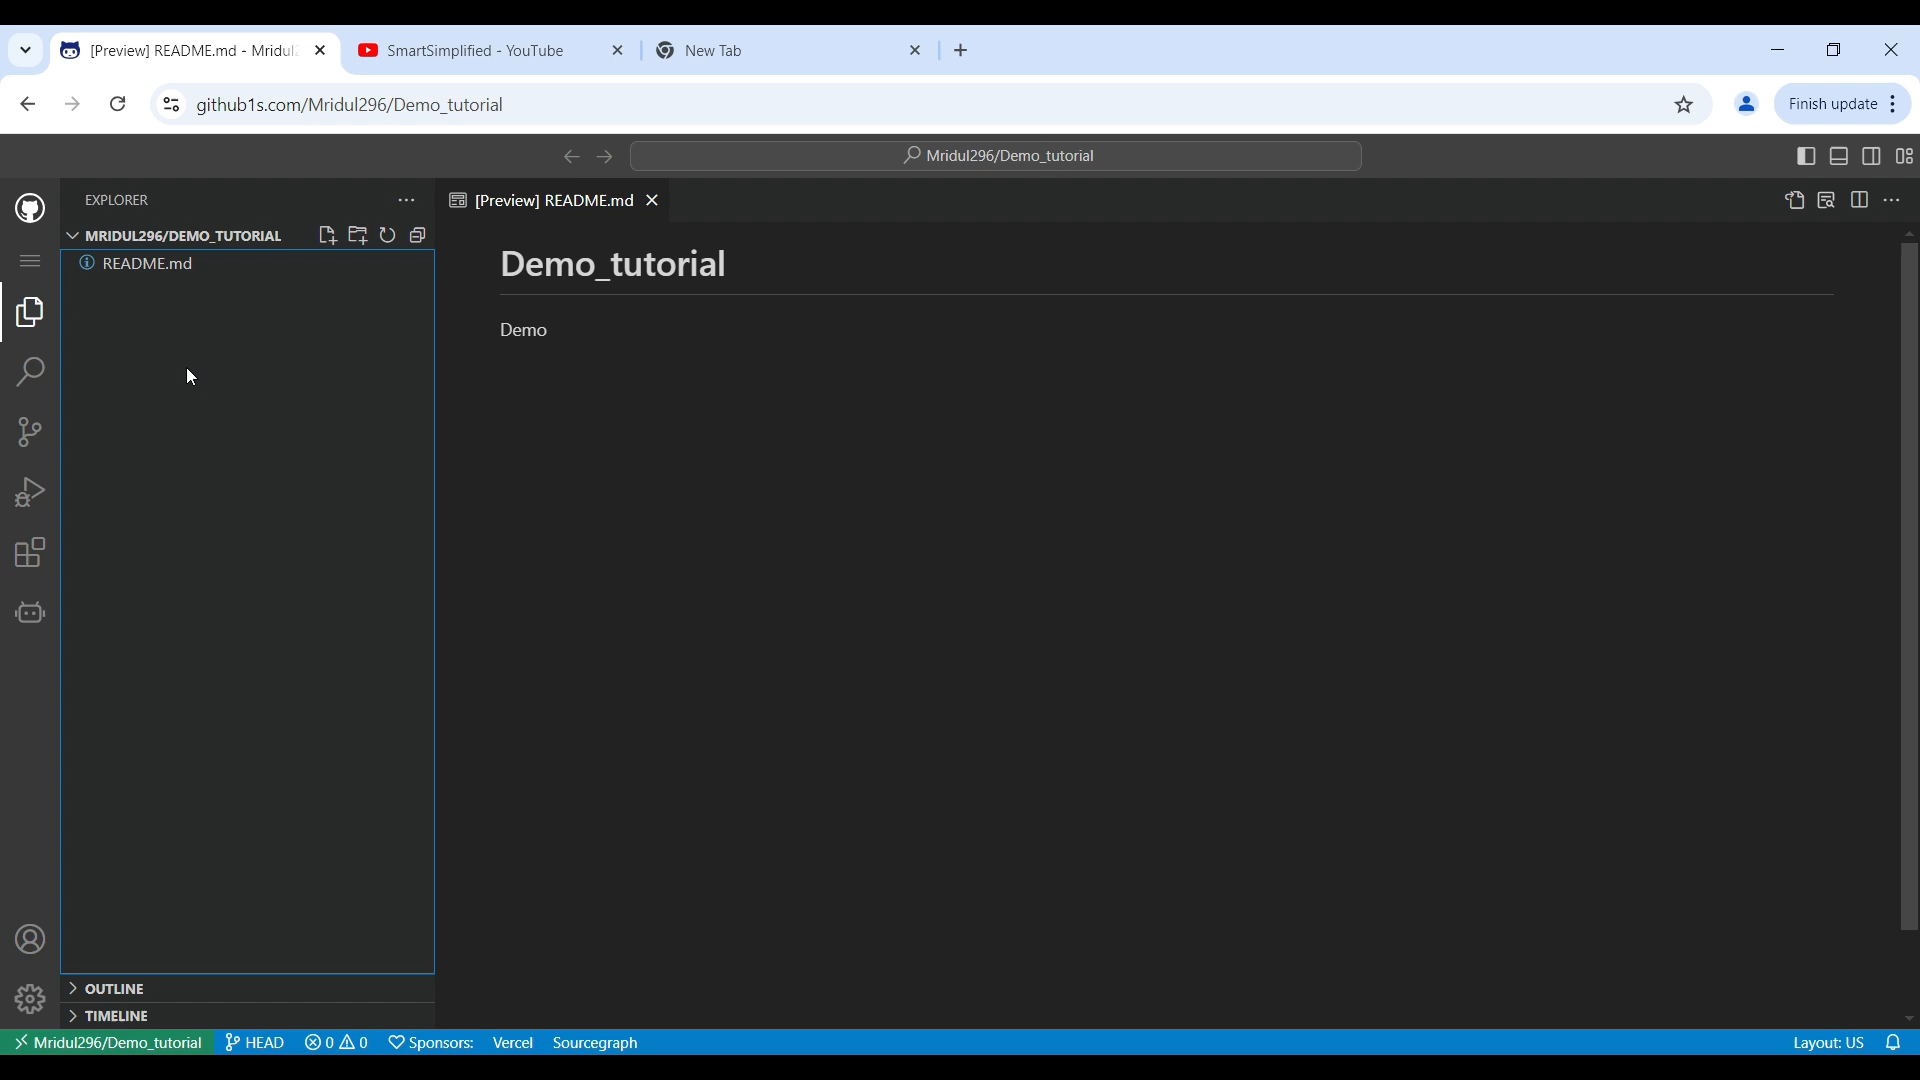 [Preview] README.md - Mridul2
SmartSimplified - YouTube
New Tab
github1s.com/Mridul296/Demo_tutorial
Finish update
Mridul296/Demo_tutorial
EXPLORER
[Preview] README.md
MRIDUL296/DEMO_TUTORIAL
README.md
Demo_tutorial
Demo
OUTLINE
TIMELINE
Mridul296/Demo_tutorial HEAD 0 0 Sponsors: Vercel Sourcegraph Layout: US